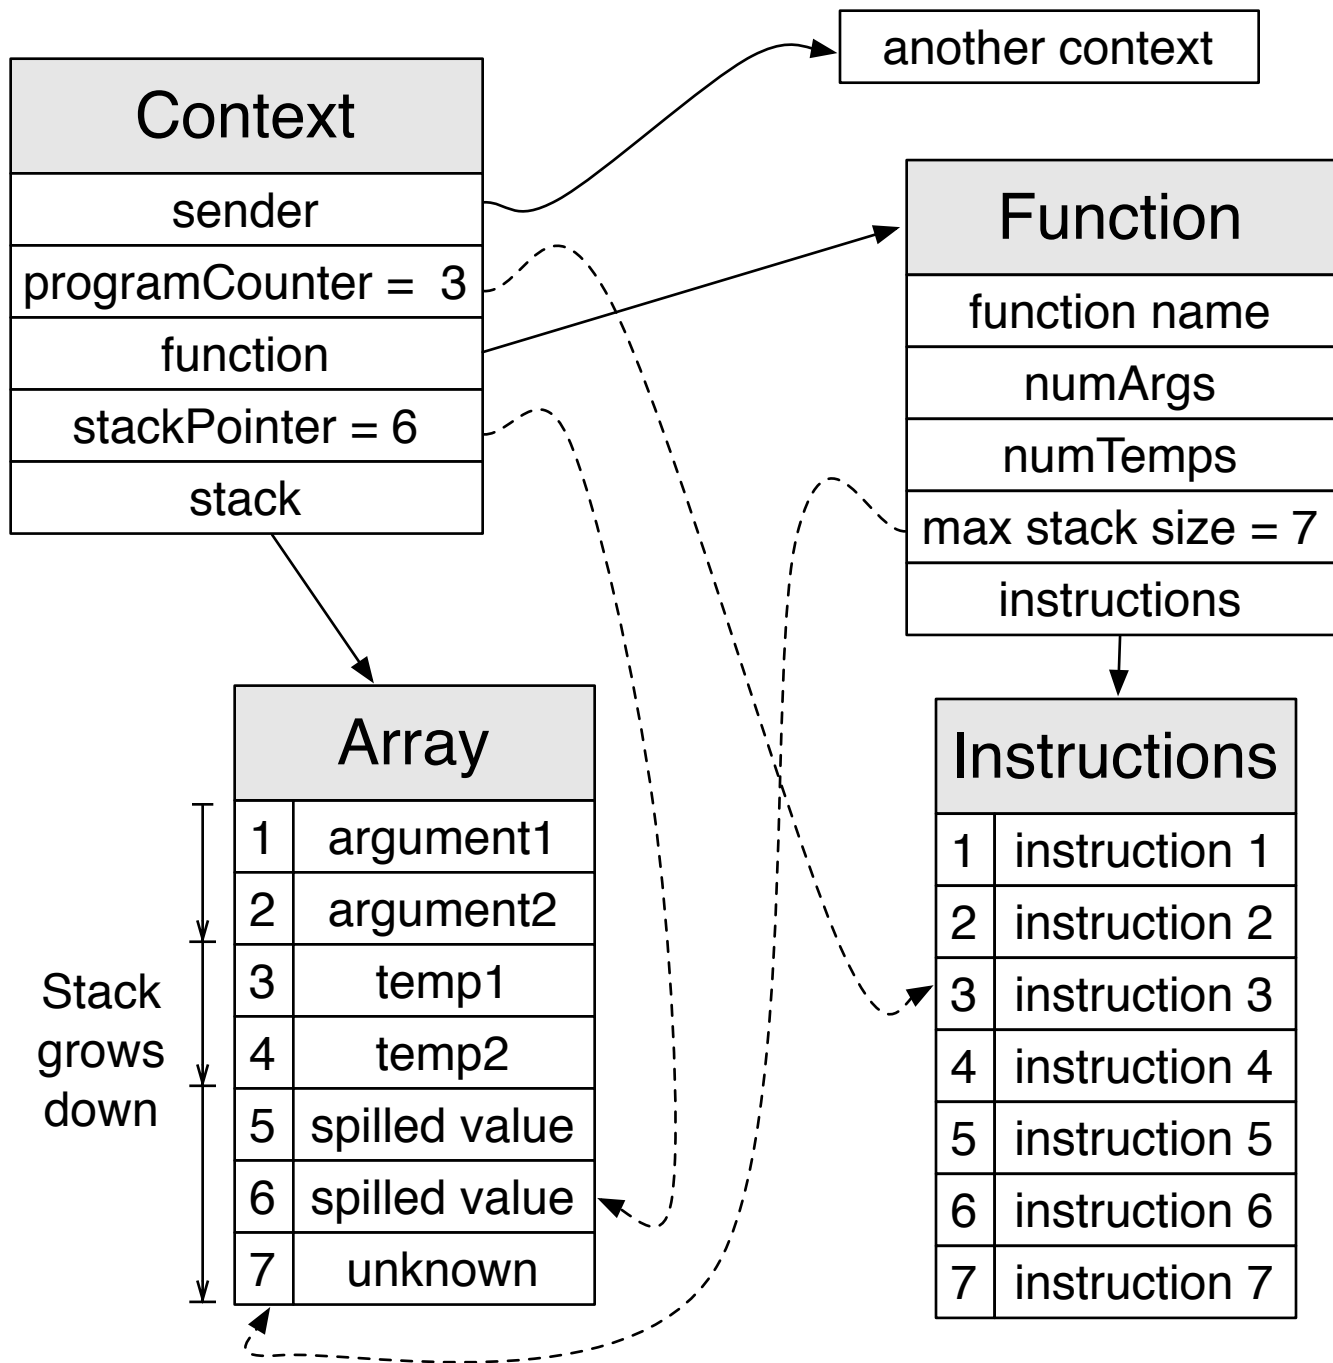 another context
Context
sender
programCounter = 3
function
stackPointer = 6
stack
Function
function name
numArgs
numTemps
max stack size = 7
instructions
Array
1 argument1
2 argument2
3 temp1
4 temp2
5 spilled value
6 spilled value
7 unknown
Stack
grows
down
Instructions
1 instruction 1
2 instruction 2
3 instruction 3
4 instruction 4
5 instruction 5
6 instruction 6
7 instruction 7